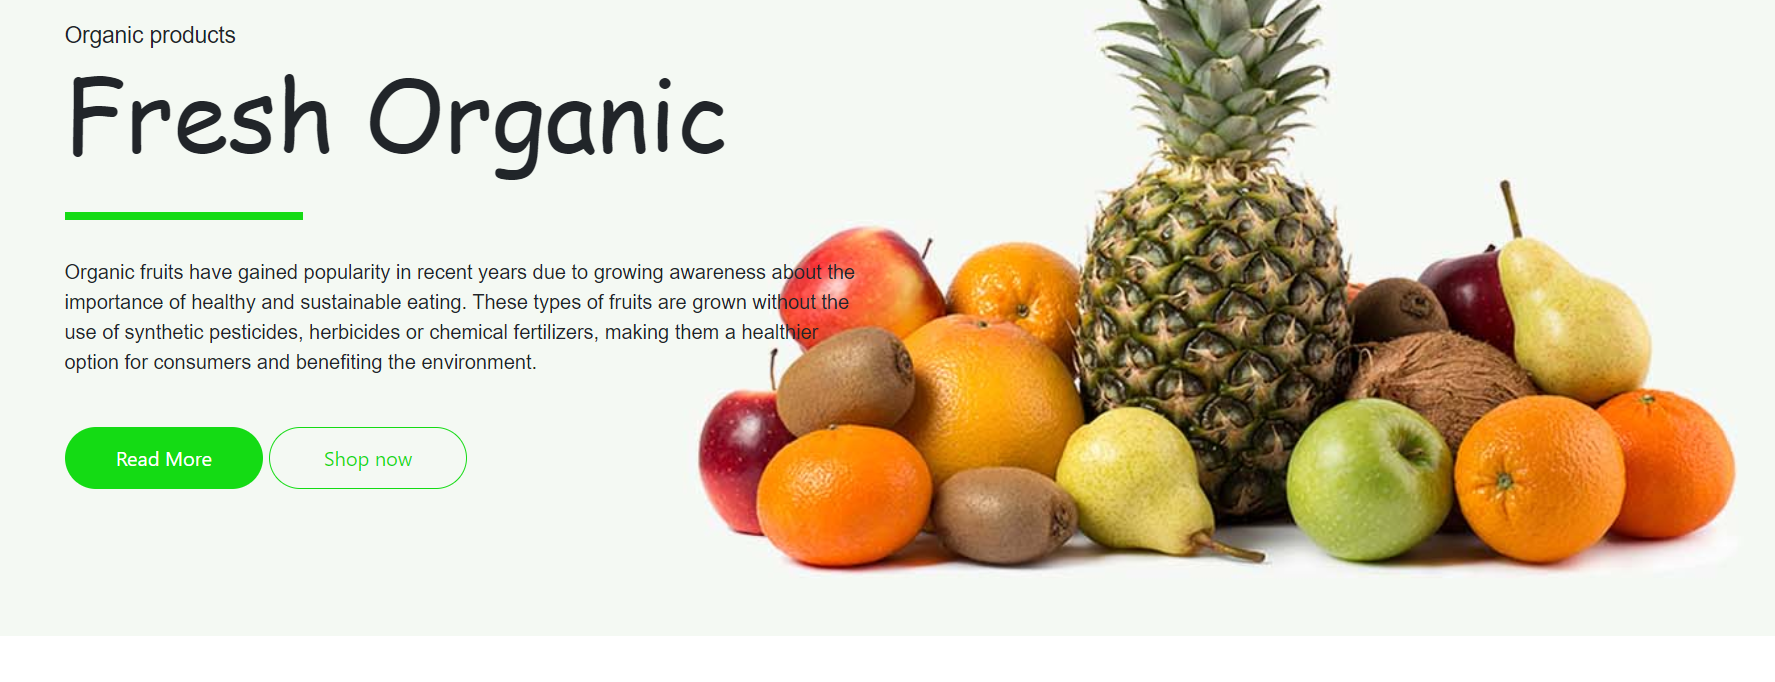 Organic products
Fresh Organic
Organic fruits have gained popularity in recent years due to growing awareness about the
importance of healthy and sustainable eating. These types of fruits are grown without the
use of synthetic pesticides, herbicides or chemical fertilizers, making them a healthier
option for consumers and benefiting the environment.
Read More
Shop now